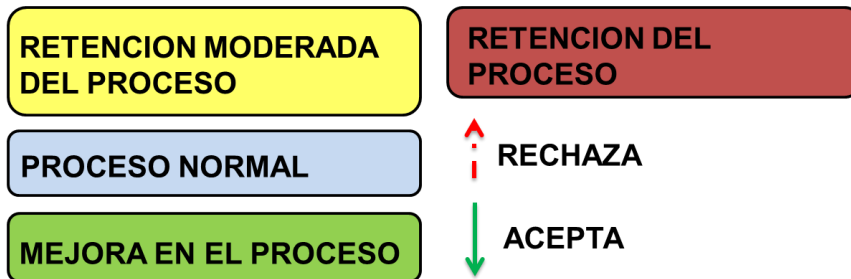 RETENCION MODERADA
DEL PROCESO
RETENCION DEL
PROCESO
PROCESO NORMAL
RECHAZA
MEJORA EN EL PROCESO
ACEPTA